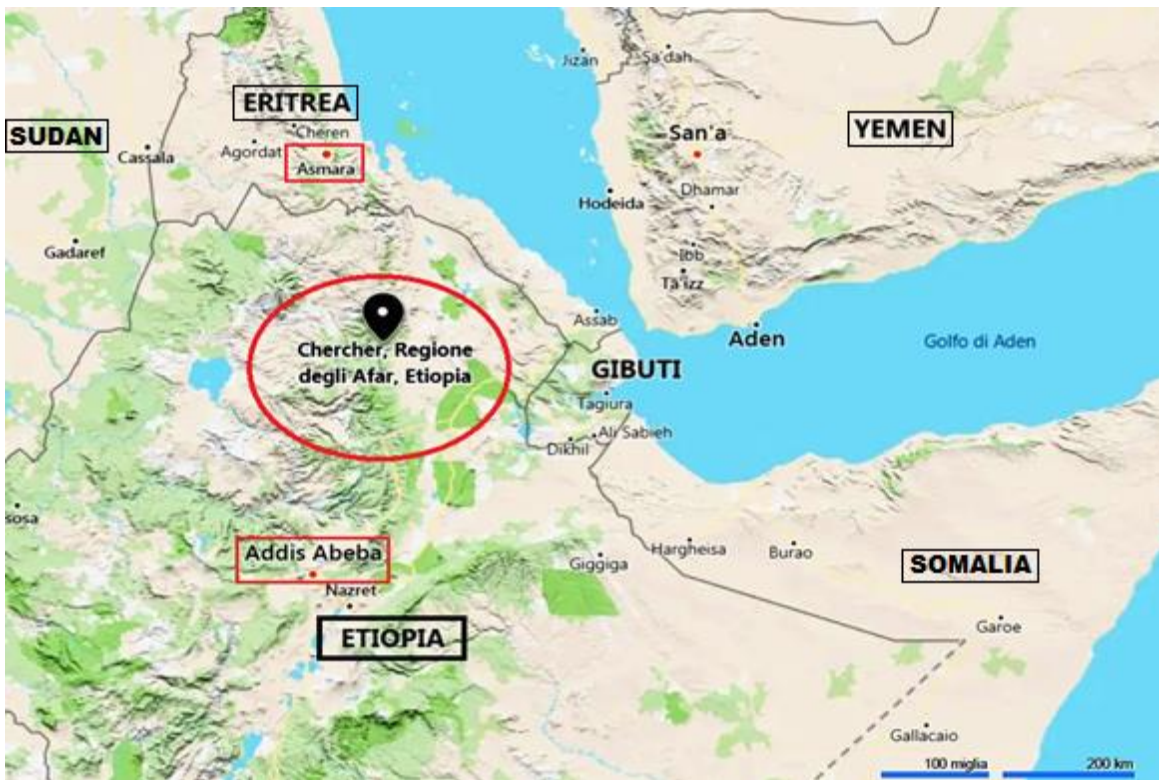 Jizan
Sa'dah
ERITREA
SUDAN
Cheren
Agordat
Cassala
Asmara
San'a
YEMEN
Dhamar
Hodeida
Gadaref
Ibb
Ta'izz
Assab
Aden
Golfo di Aden
Chercher, Regione
degli Afar, Etiopia
GIBUTI
Tagiura
Ali Sabieh
Dikhil
sosa
Addis Abeba
Nazret
Giggiga
Hargheisa
Burao
SOMALIA
ETIOPIA
Garoe
Gallacaio
100 miglia
200 km